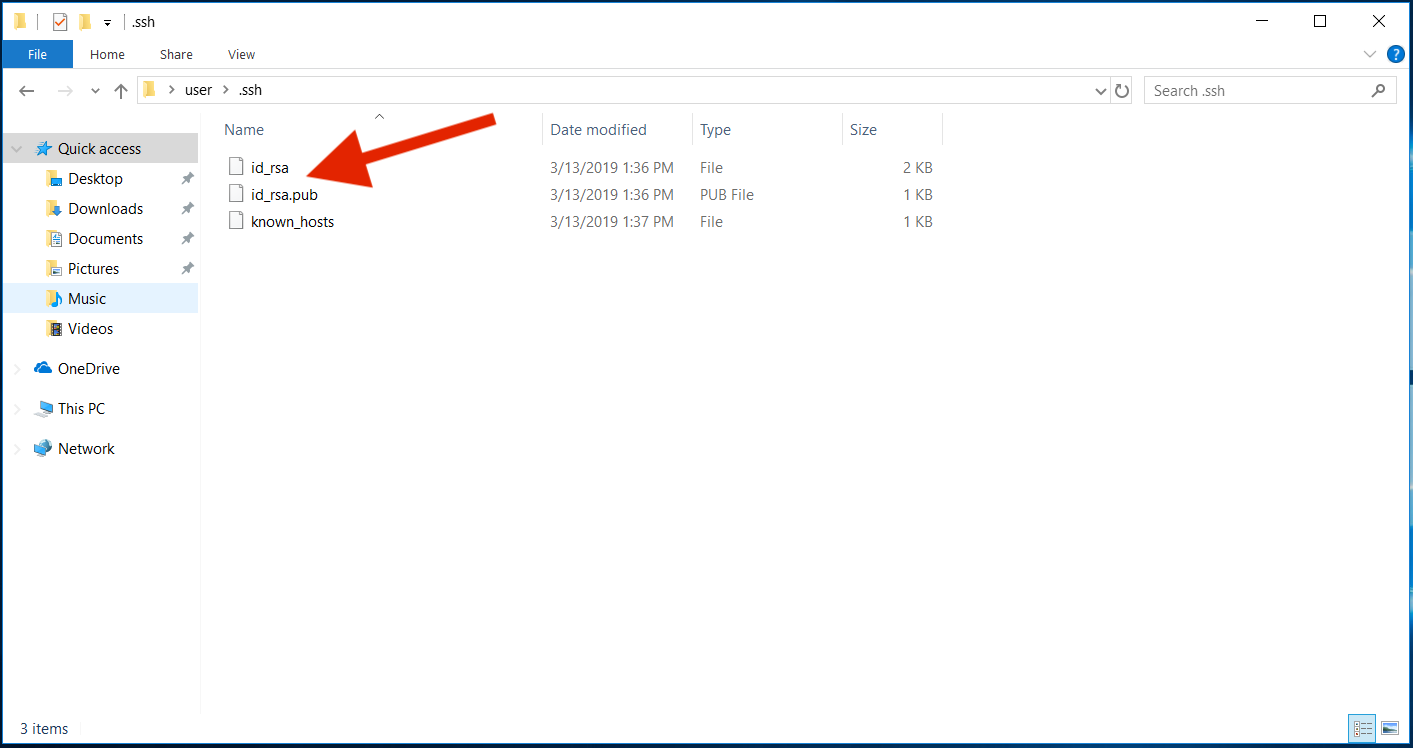 .ssh
File Home Share View
?
user .ssh
Search .ssh
Name Date modified Type Size
Quick access
Desktop
Downloads
Documents
Pictures
Music
Videos
OneDrive
This PC
Network
id_rsa 3/13/2019 1:36 PM File 2 KB
id_rsa.pub 3/13/2019 1:36 PM PUB File 1 KB
known_hosts 3/13/2019 1:37 PM File 1 KB
3 items